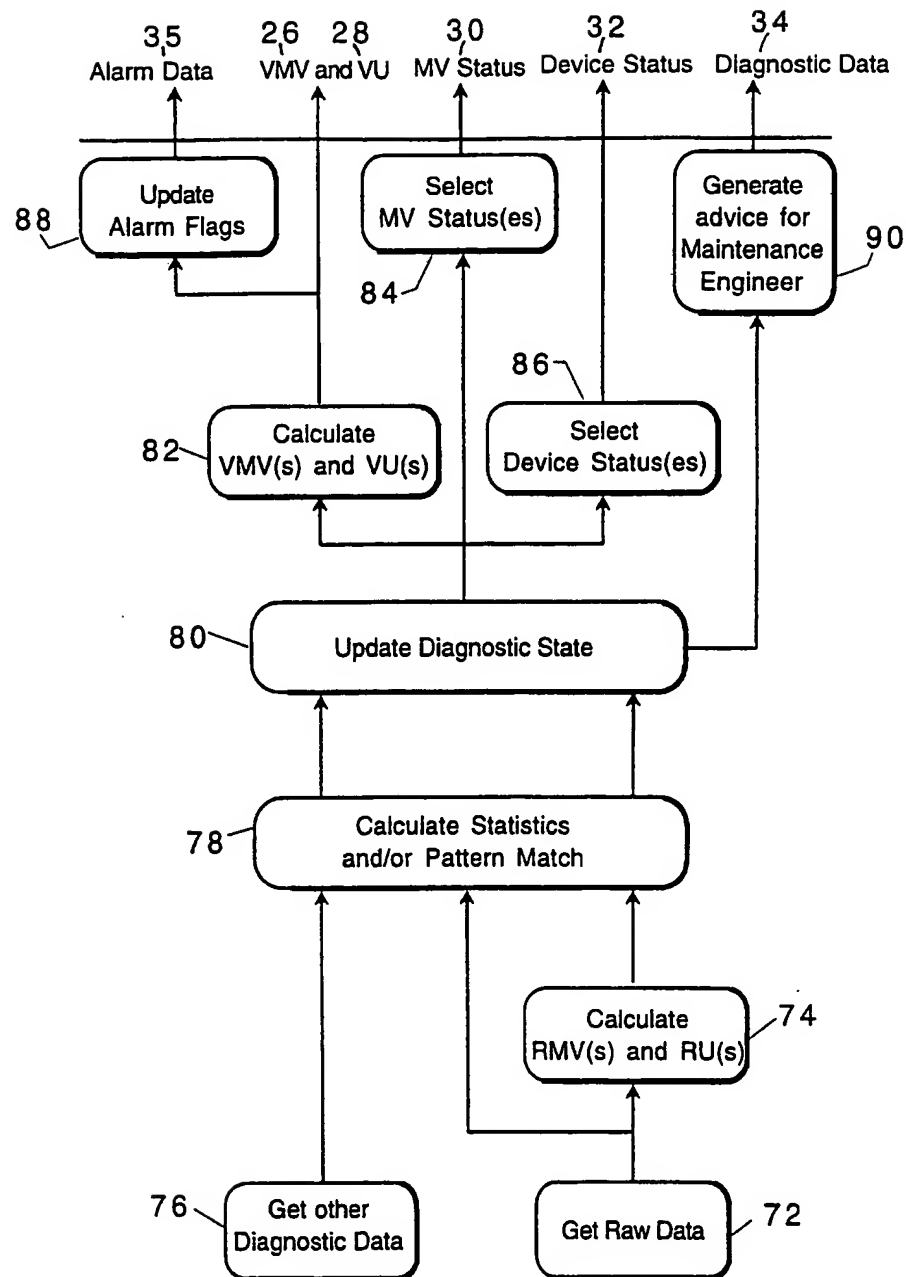 35 26 28 30 32 34
Alarm Data VMV and VU MV Status Device Status Diagnostic Data
Update
Alarm Flags
88
Select
MV Status(es)
84
Generate
advice for
Maintenance
Engineer
90
86
Calculate
VMV(s) and VU(s)
82
Select
Device Status(es)
80
Update Diagnostic State
78
Calculate Statistics
and/or Pattern Match
Calculate
RMV(s) and RU(s)
74
76
Get other
Diagnostic Data
Get Raw Data
72